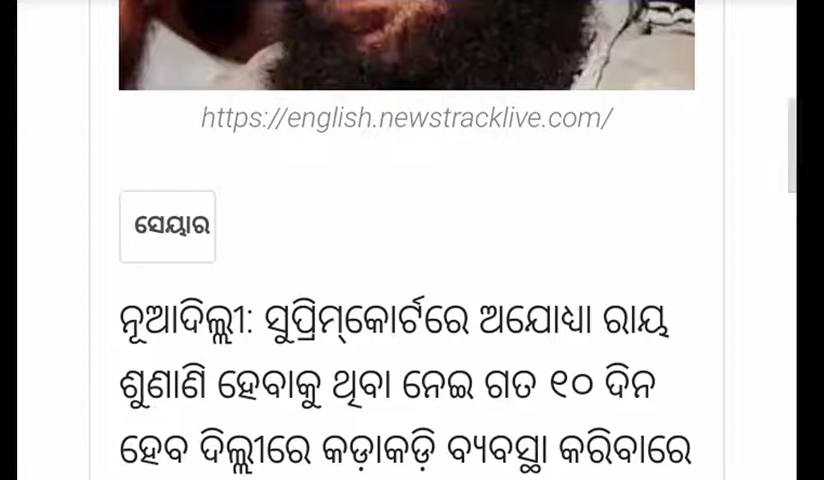 https://english.newstracklive.com/
ସେୟାର
ନୂଆଦିଲ୍ଲୀ: ସୁପ୍ରିମ୍‌କୋର୍ଟରେ ଅଯୋଧ୍ୟା ରାୟ
ଶୁଣାଣି ହେବାକୁ ଥିବା ନେଇ ଗତ ୧୦ ଦିନ
ହେବ ଦିଲ୍ଲୀରେ କଡ଼ାକଡ଼ି ବ୍ୟବସ୍ଥା କରିବାରେ